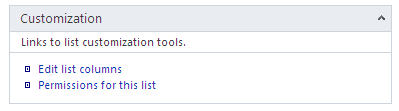 Customization
Links to list customization tools.
Edit list columns
Permissions for this list